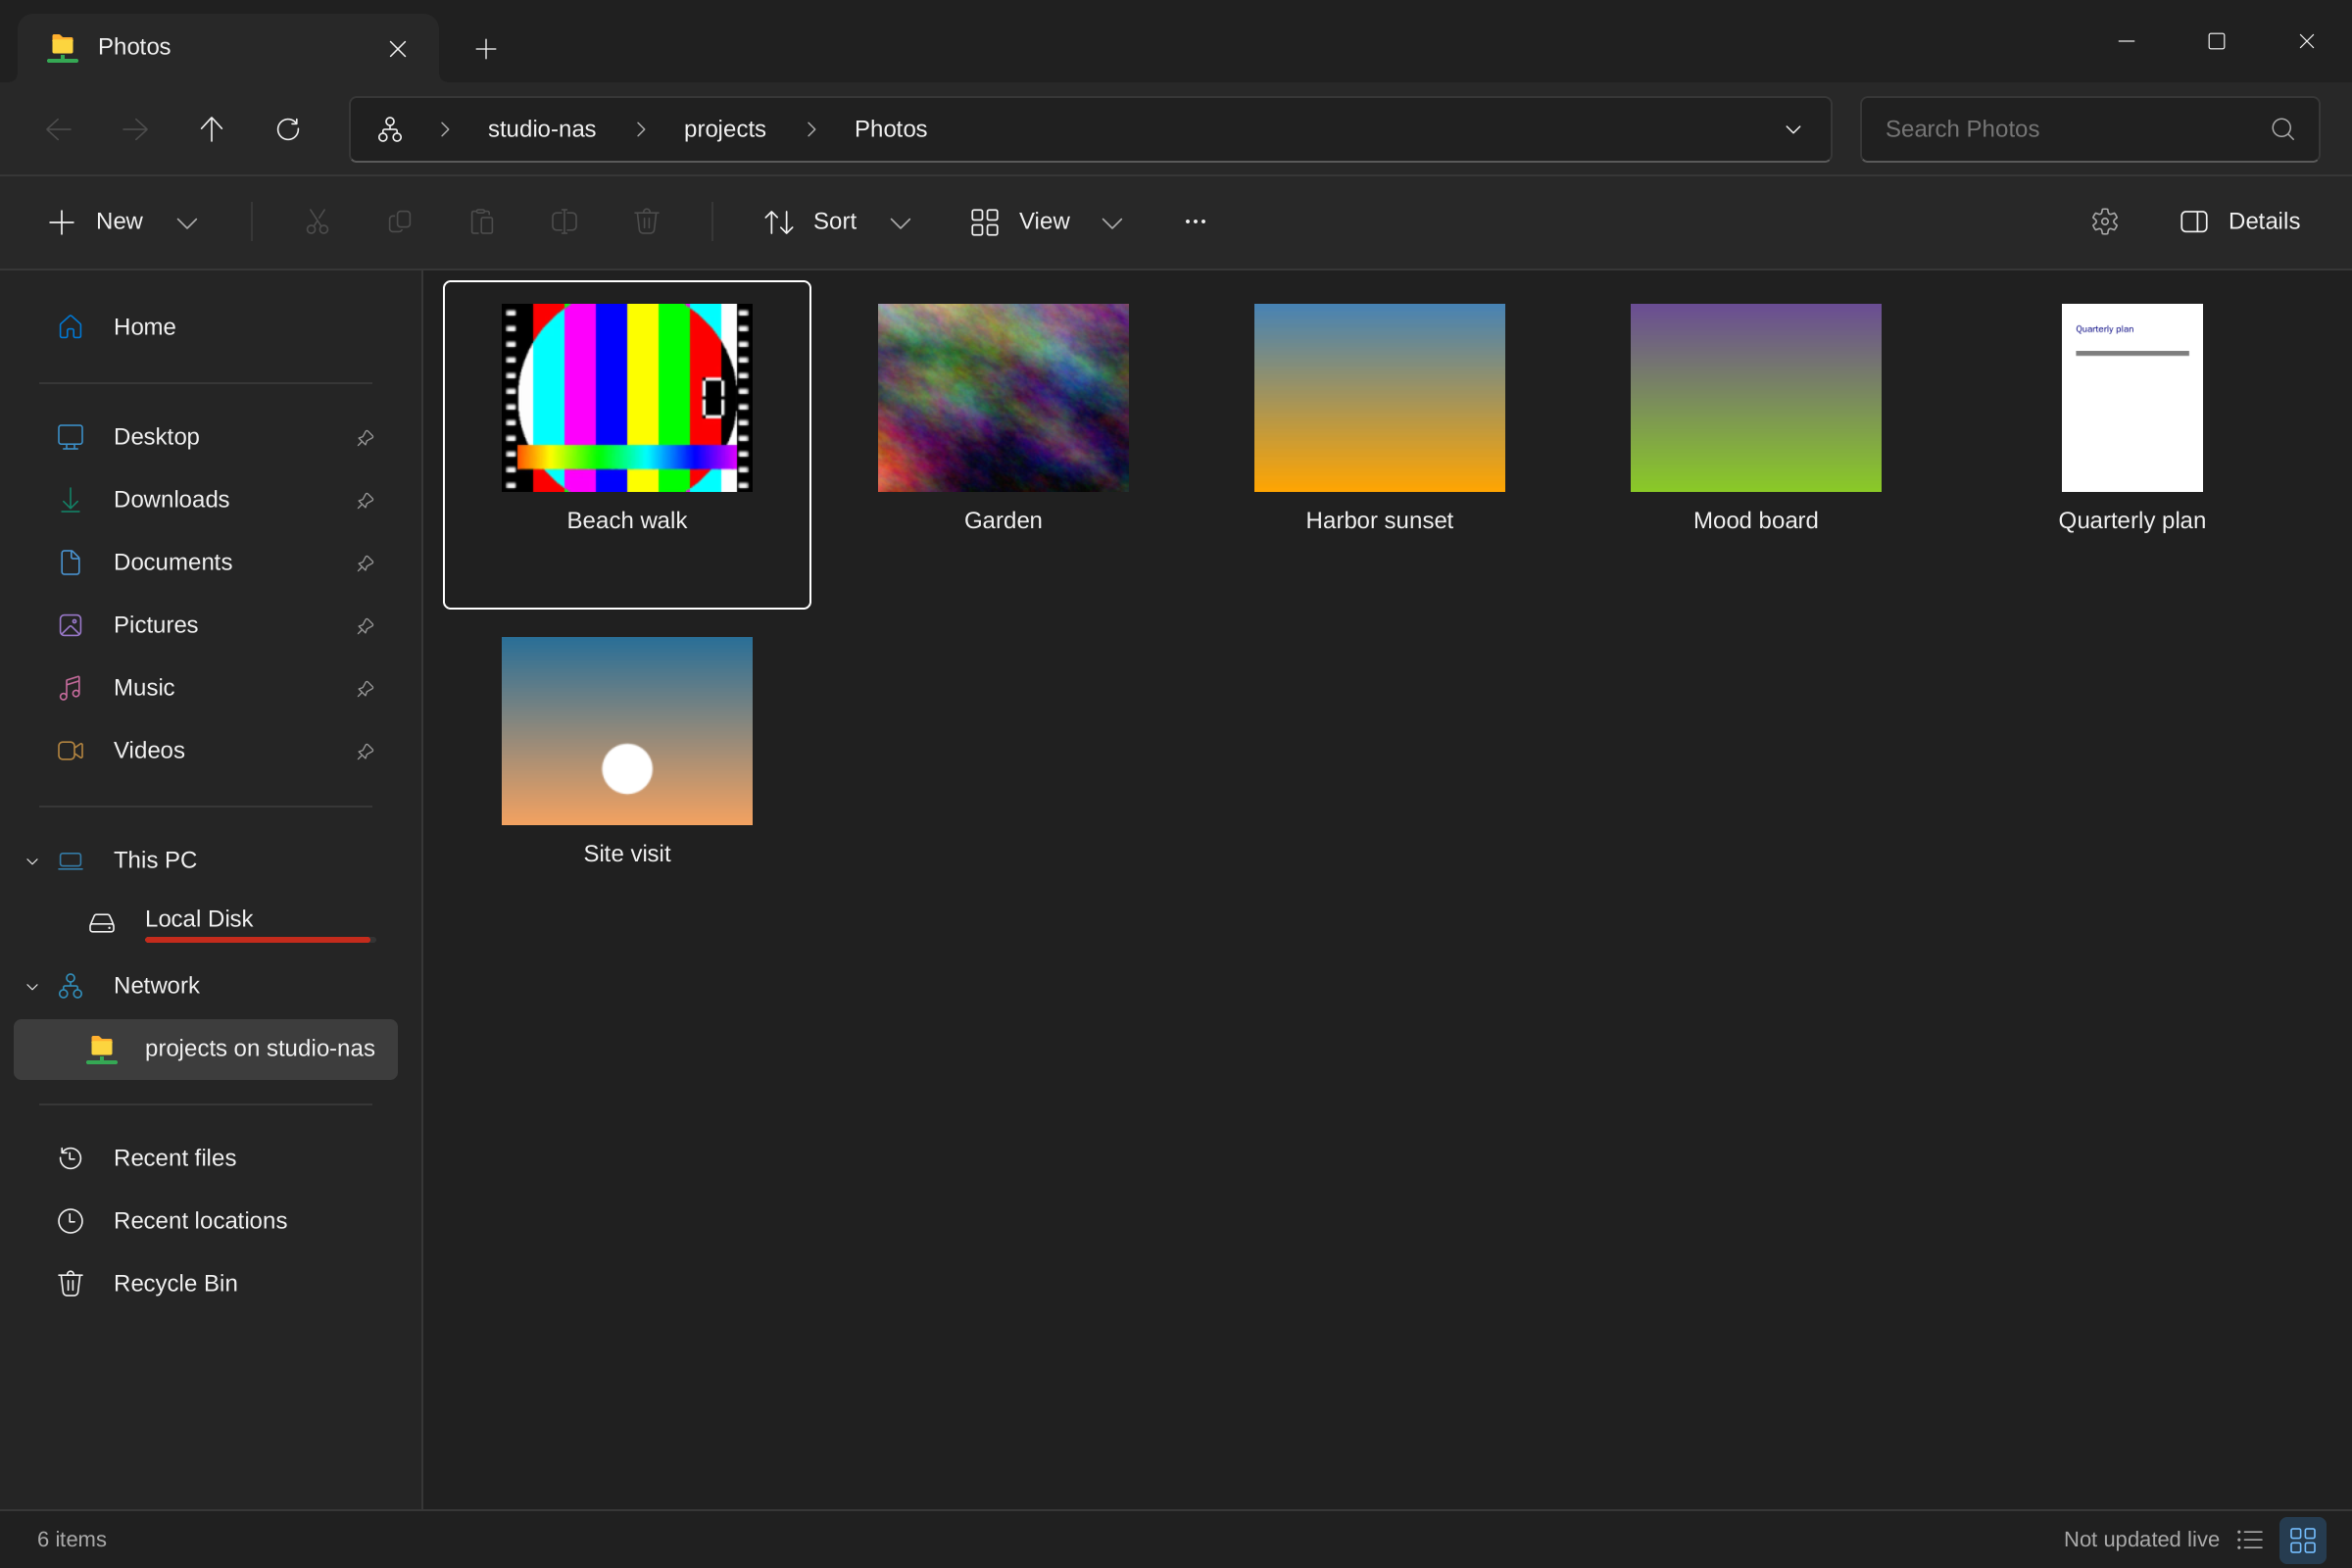 Photos
studio-nas
projects
Photos
Search Photos
New
Sort
View
Details
Home
Desktop
Downloads
Documents
Pictures
Music
Videos
This PC
Local Disk
Network
projects on studio-nas
Recent files
Recent locations
Recycle Bin
Quarterly plan
Beach walk
Garden
Harbor sunset
Mood board
Quarterly plan
Site visit
6 items
Not updated live